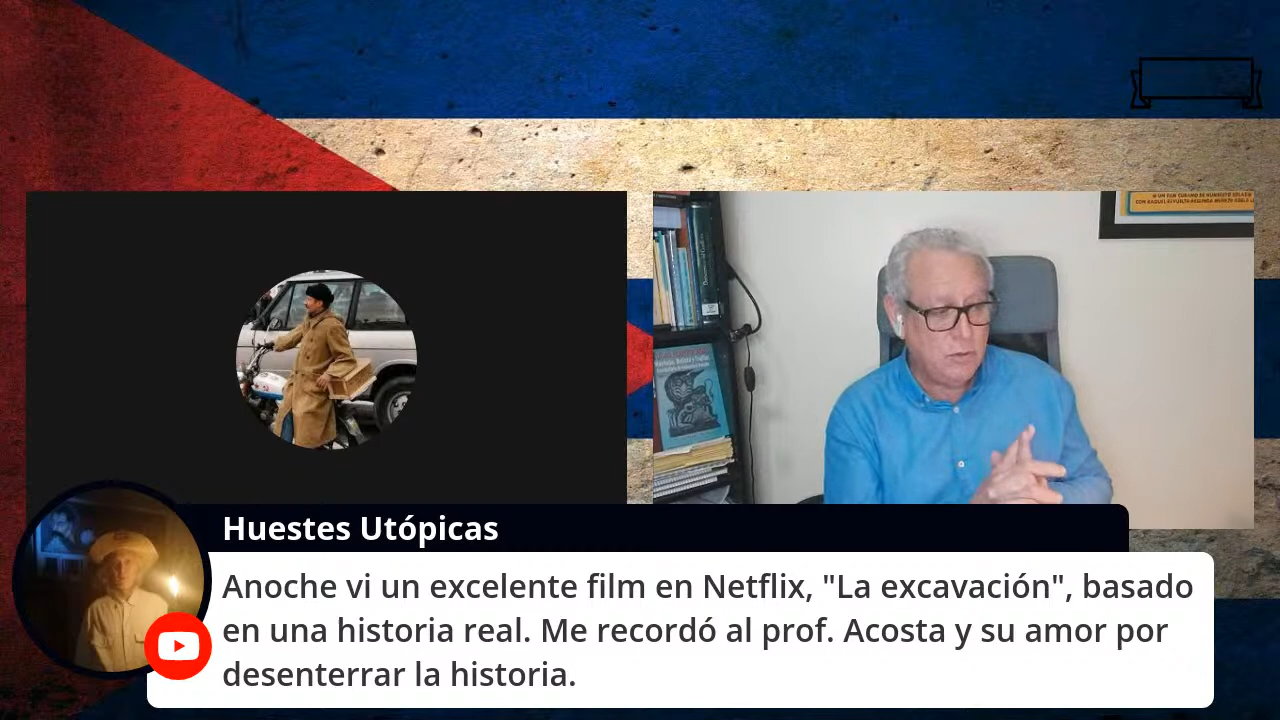 Huestes Utópicas
Anoche vi un excelente film en Netflix, "La excavación", basado
en una historia real. Me recordó al prof. Acosta y su amor por
desenterrar la historia.